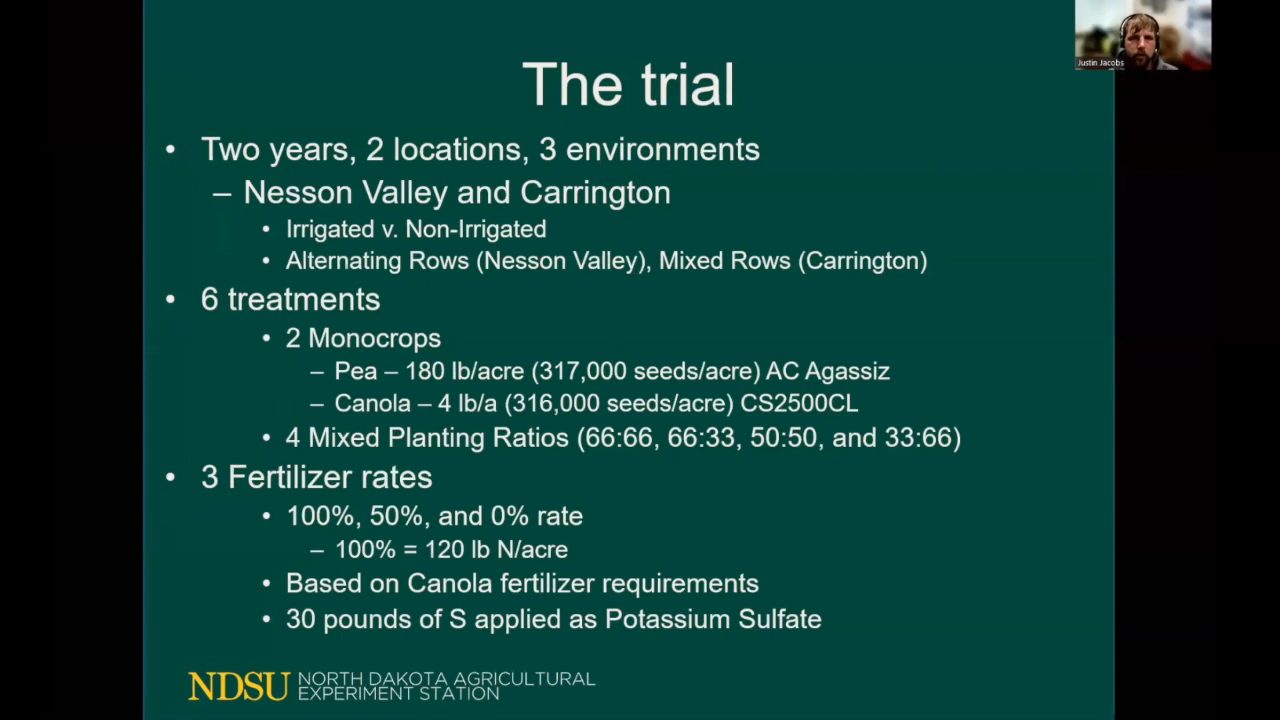 Justin Jacobs
The trial
• Two years, 2 locations, 3 environments
– Nesson Valley and Carrington
• Irrigated v. Non-Irrigated
• Alternating Rows (Nesson Valley), Mixed Rows (Carrington)
• 6 treatments
• 2 Monocrops
– Pea – 180 lb/acre (317,000 seeds/acre) AC Agassiz
– Canola – 4 lb/a (316,000 seeds/acre) CS2500CL
• 4 Mixed Planting Ratios (66:66, 66:33, 50:50, and 33:66)
• 3 Fertilizer rates
• 100%, 50%, and 0% rate
– 100% = 120 lb N/acre
• Based on Canola fertilizer requirements
• 30 pounds of S applied as Potassium Sulfate
NDSU NORTH DAKOTA AGRICULTURAL
EXPERIMENT STATION